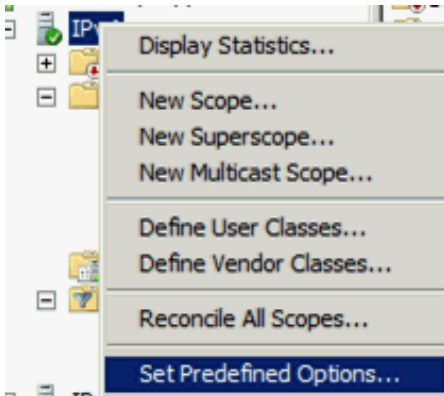 Display Statistics...
New Scope...
New Superscope...
New Multicast Scope...
Define User Classes...
Define Vendor Classes...
Reconcile All Scopes...
Set Predefined Options...